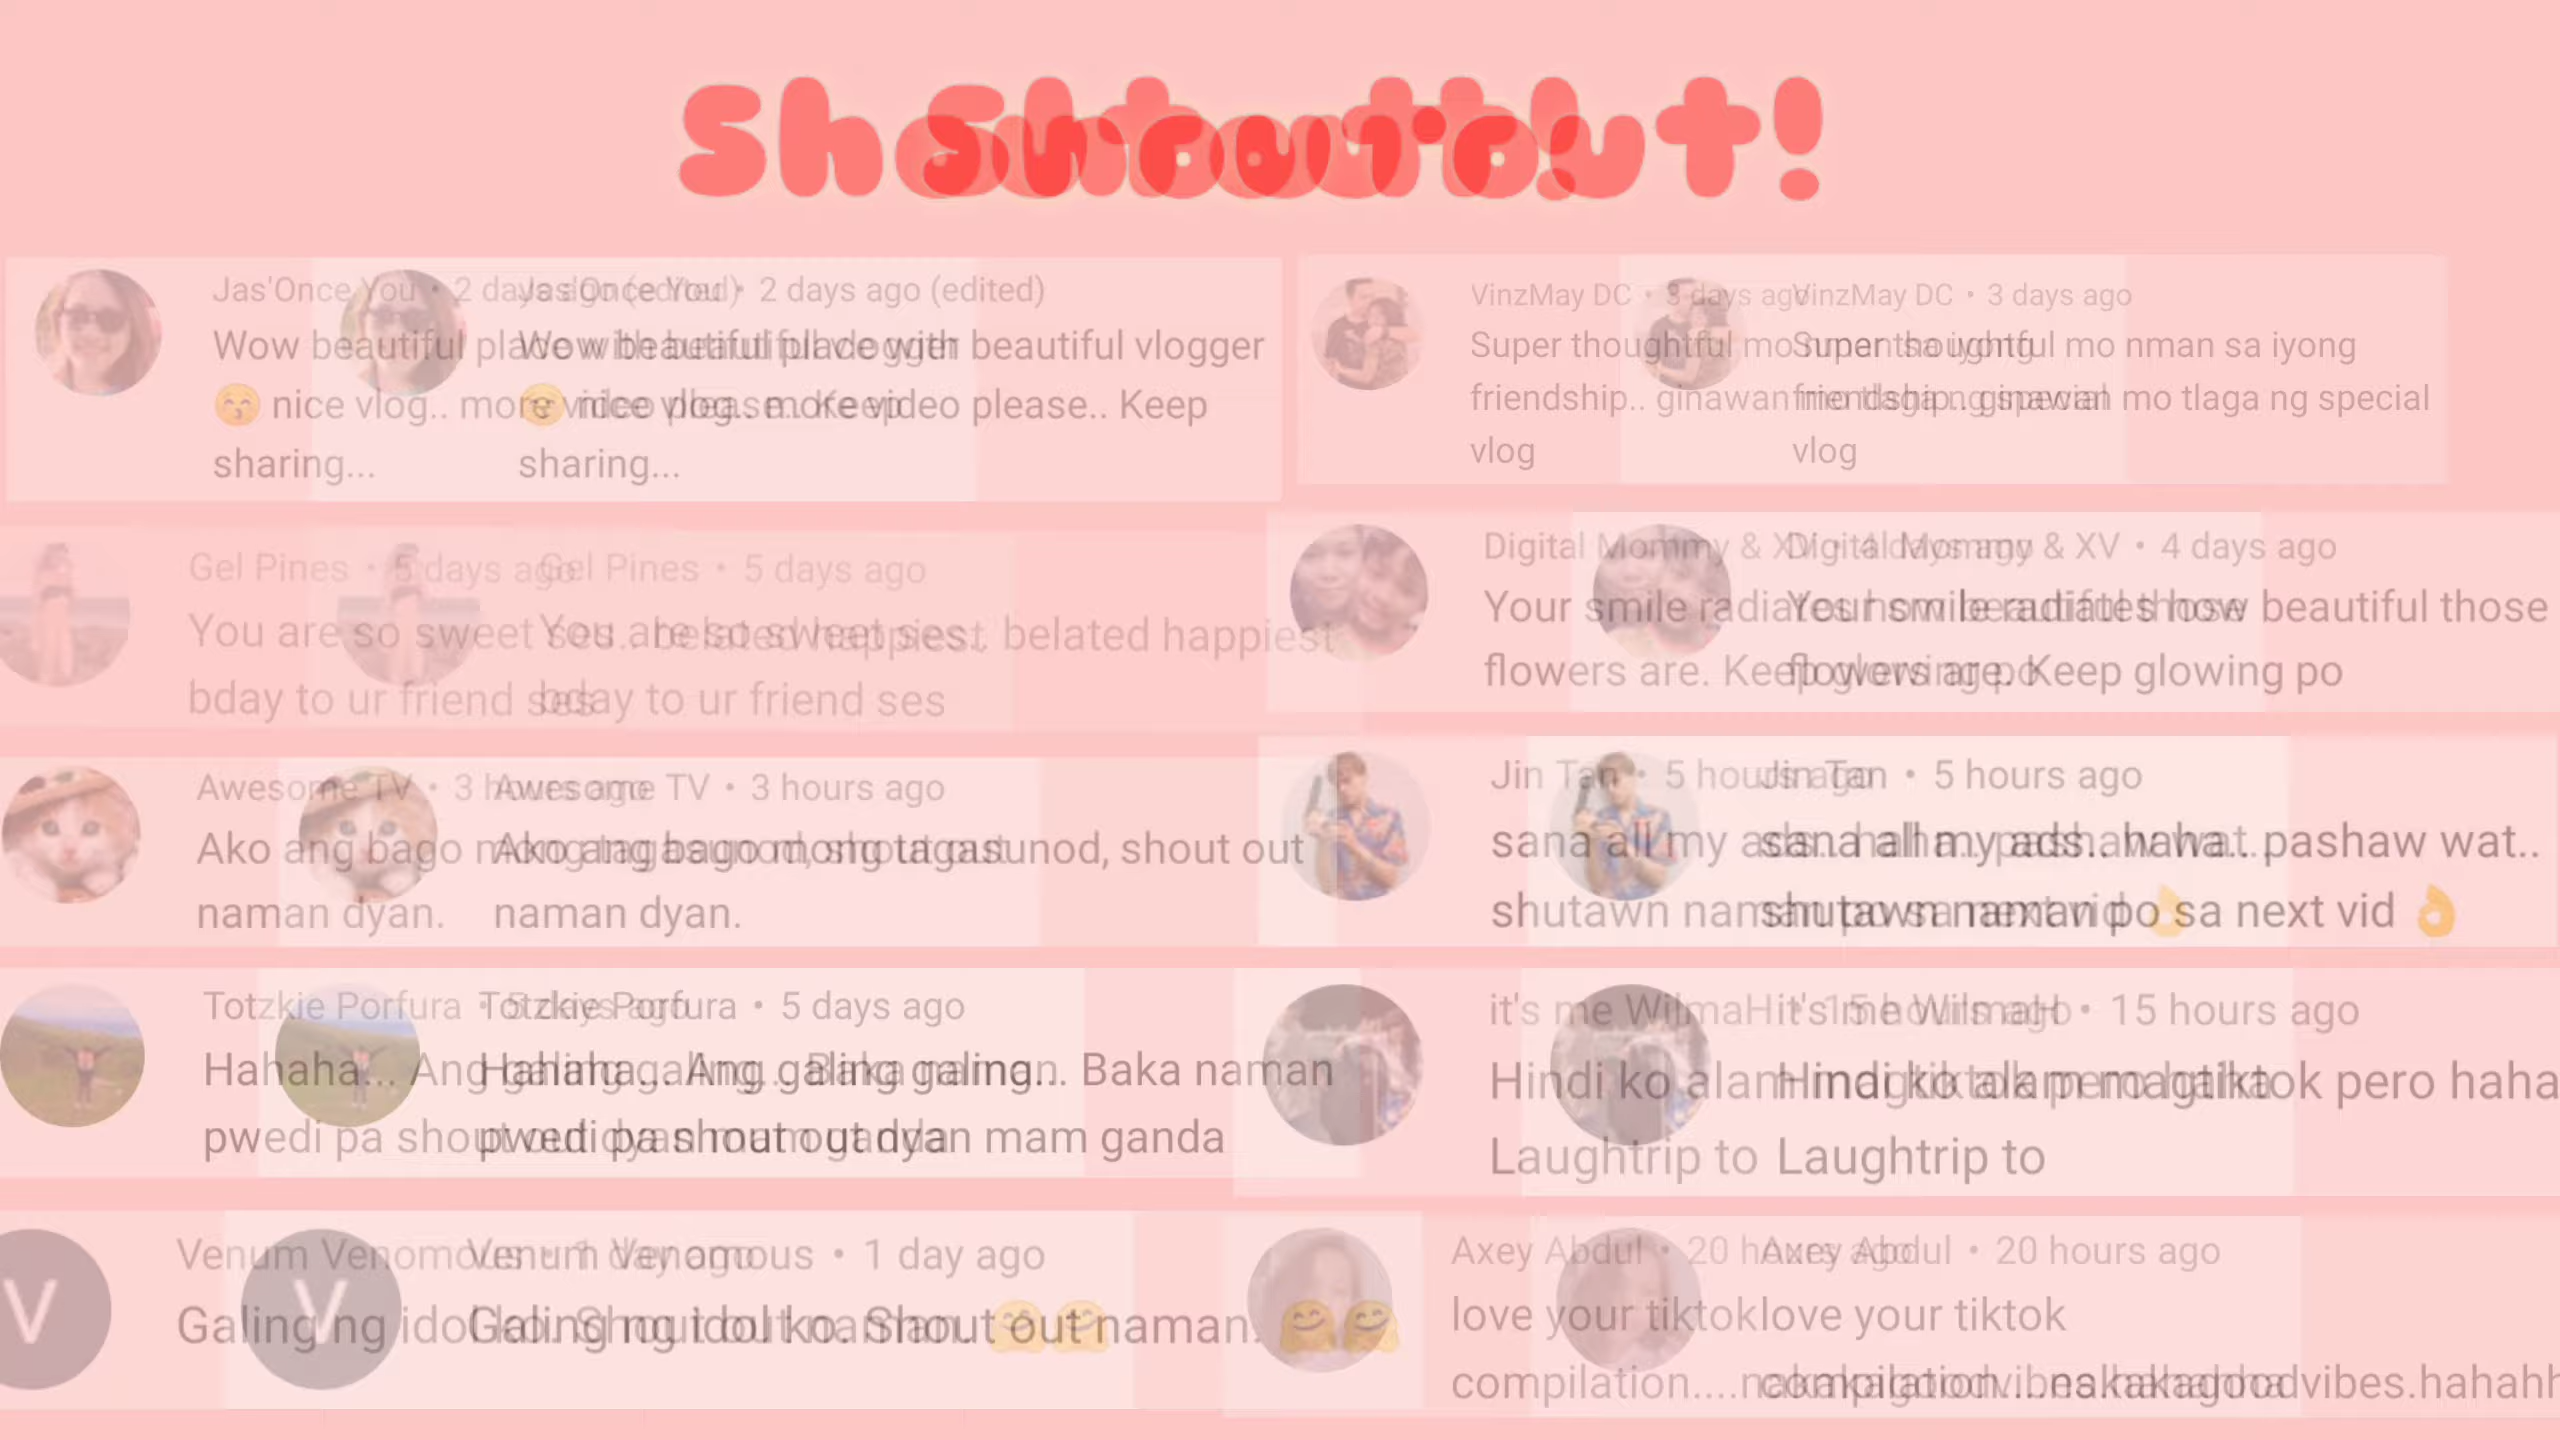 Shoutout!
Jas'Once You • 2 days ago (edited)
Wow beautiful place with beautiful vlogger
😚 nice vlog.. more video please.. Keep
sharing...
VinzMay DC • 3 days ago
Super thoughtful mo nman sa iyong
friendship.. ginawan mo tlaga ng special
vlog
Gel Pines • 5 days ago
You are so sweet ses.. belated happiest
bday to ur friend ses
Digital Mommy & XV • 4 days ago
Your smile radiates how beautiful those
flowers are. Keep glowing po
Awesome TV • 3 hours ago
Ako ang bago mong tagasunod, shout out
naman dyan.
Jin Tan • 5 hours ago
sana all my ads.. haha.. pashaw wat..
shutawn naman po sa next vid 👌
Totzkie Porfura • 5 days ago
Hahaha... Ang galing galing... Baka naman
pwedi pa shout out dyan mam ganda
it's me WilmaH • 15 hours ago
Hindi ko alam magtiktok pero haha
Laughtrip to
Venum Venomous • 1 day ago
Galing ng idol ko. Shout out naman. 🤗🤗
V
Axey Abdul • 20 hours ago
love your tiktok
compilation....nakakagoodvibes.hahahha